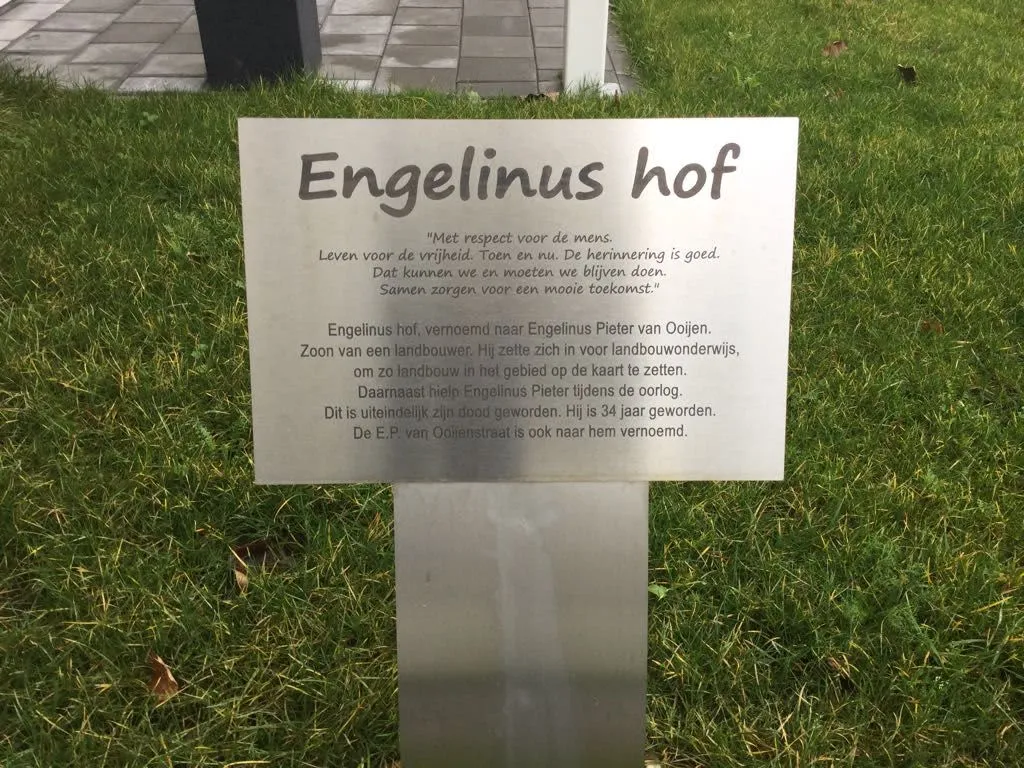 Engelinus hof
"Met respect voor de mens.
Leven voor de vrijheid. Toen en nu. De herinnering is goed.
Dat kunnen we en moeten we blijven doen.
Samen zorgen voor een mooie toekomst."
Engelinus hof, vernoemd naar Engelinus Pieter van Ooijen.
Zoon van een landbouwer. Hij zette zich in voor landbouwonderwijs,
om zo landbouw in het gebied op de kaart te zetten.
Daarnaast hielp Engelinus Pieter tijdens de oorlog.
Dit is uiteindelijk zijn dood geworden. Hij is 34 jaar geworden.
De E.P. van Ooijenstraat is ook naar hem vernoemd.